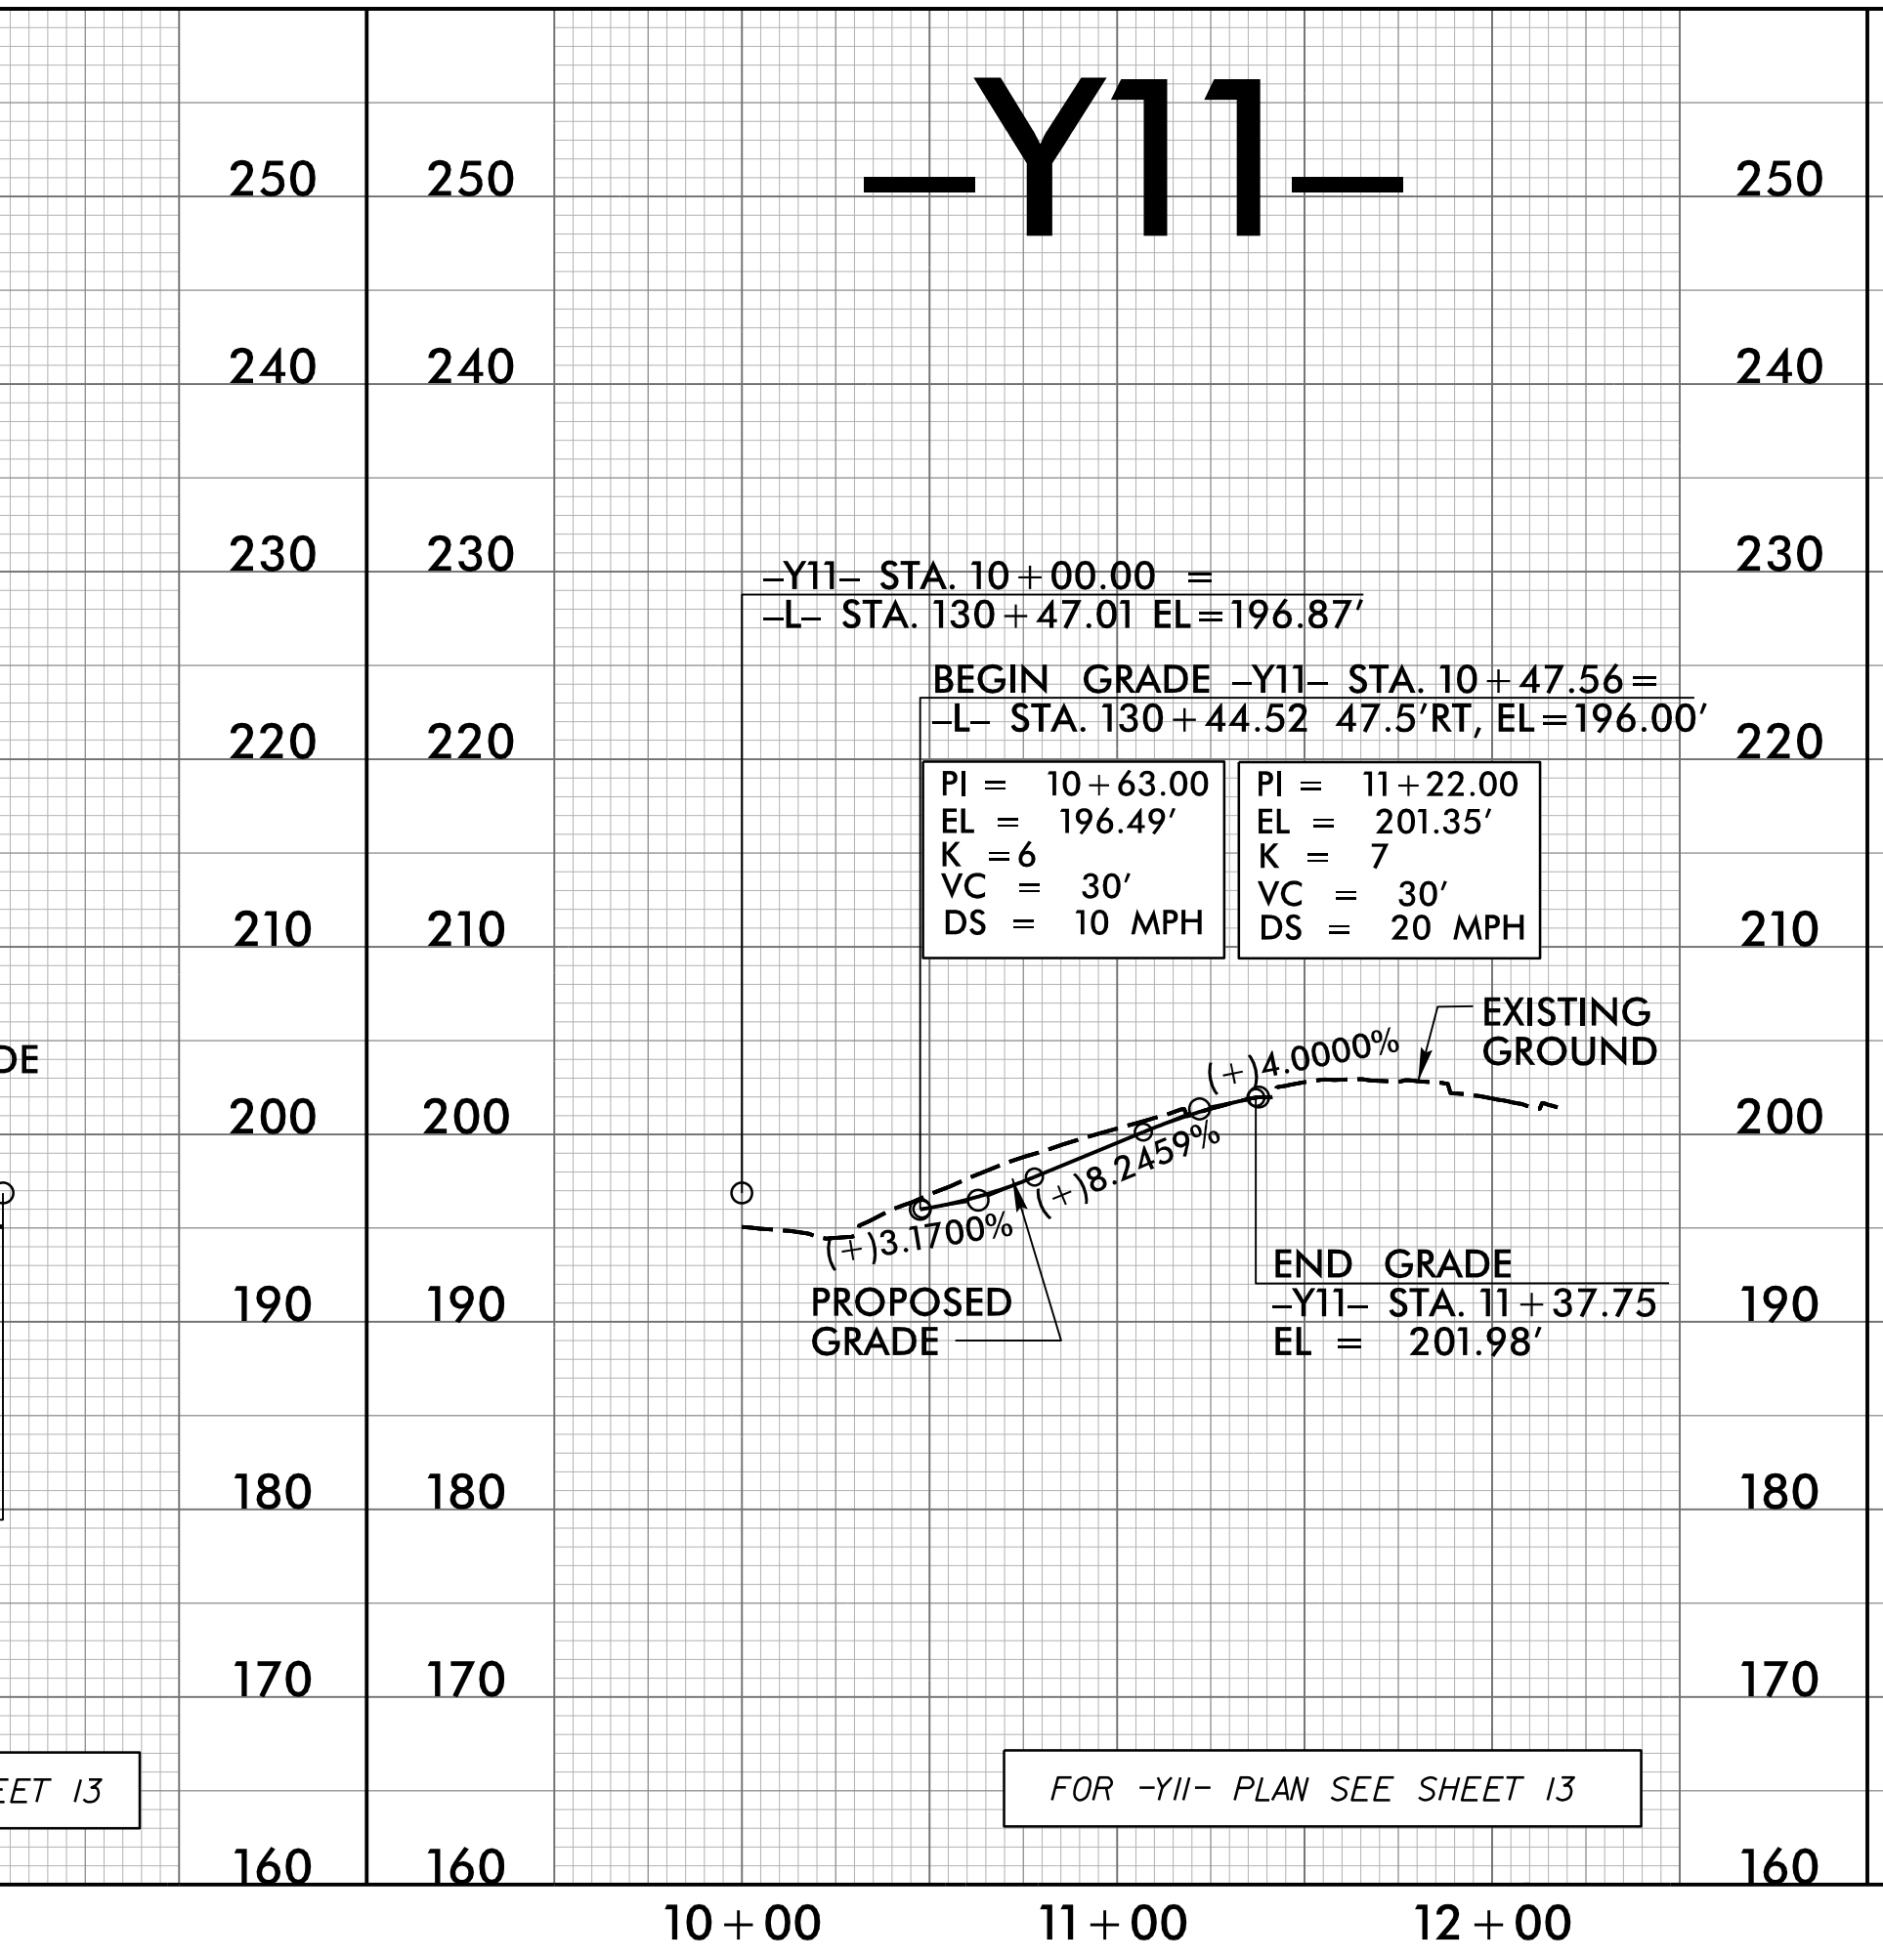 –Y11–
250 250 250
240 240 240
230 230 230
–Y11– STA. 10+00.00 =
–L– STA. 130+47.01 EL=196.87′
BEGIN GRADE –Y11– STA. 10+47.56=
–L– STA. 130+44.52 47.5′RT, EL=196.00′
220 220 220
PI = 10+63.00
EL = 196.49′
K =6
VC = 30′
DS = 10 MPH
PI = 11+22.00
EL = 201.35′
K = 7
VC = 30′
DS = 20 MPH
210 210 210
EXISTING
GROUND
DE
(+)4.0000%
200 200 200
(+)8.2459%
(+)3.1700%
PROPOSED
GRADE
END GRADE
–Y11– STA. 11+37.75
EL = 201.98′
190 190 190
180 180 180
170 170 170
EET 13
FOR -Y11- PLAN SEE SHEET 13
160 160 160
10+00 11+00 12+00